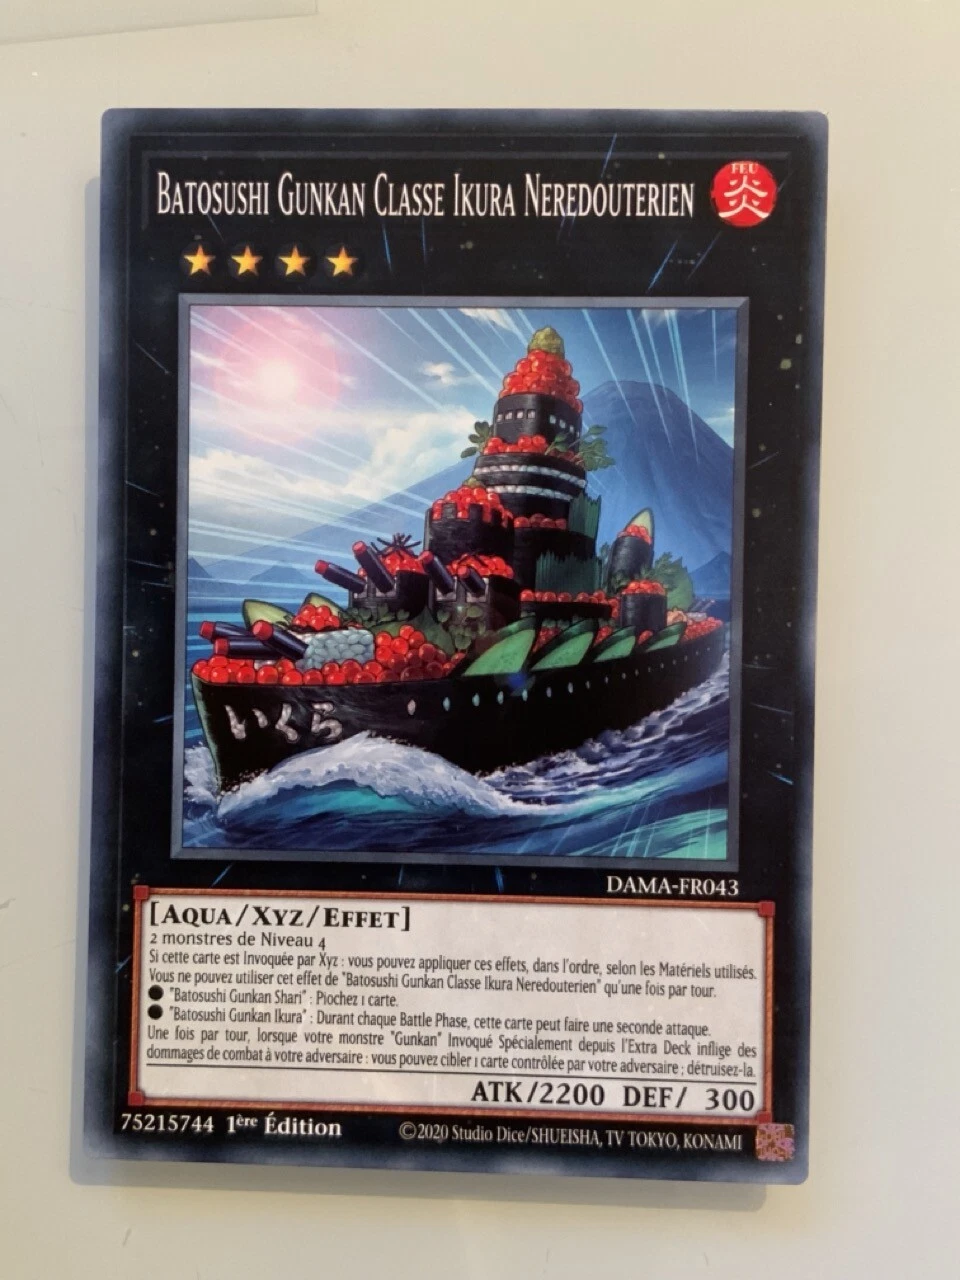 BATOSUSHI GUNKAN CLASSE IKURA NEREDOUTERIEN
FEU
炎
いくら
DAMA-FR043
[AQUA/XYZ/EFFET]
2 monstres de Niveau 4
Si cette carte est Invoquée par Xyz : vous pouvez appliquer ces effets, dans l'ordre, selon les Matériels utilisés.
Vous ne pouvez utiliser cet effet de "Batosushi Gunkan Classe Ikura Neredouterien" qu'une fois par tour.
● "Batosushi Gunkan Shari" : Piochez 1 carte.
● "Batosushi Gunkan Ikura" : Durant chaque Battle Phase, cette carte peut faire une seconde attaque.
Une fois par tour, lorsque votre monstre "Gunkan" Invoqué Spécialement depuis l'Extra Deck inflige des
dommages de combat à votre adversaire : vous pouvez cibler 1 carte contrôlée par votre adversaire ; détruisez-la.
ATK/2200 DEF/ 300
75215744 1ère Édition
©2020 Studio Dice/SHUEISHA, TV TOKYO, KONAMI